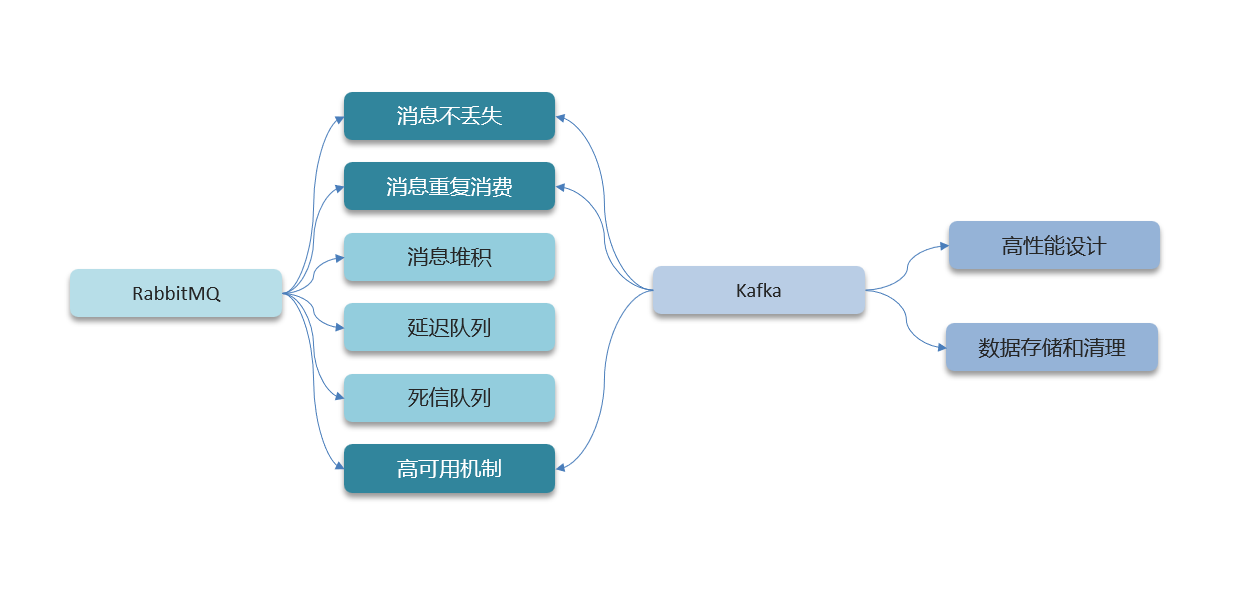 RabbitMQ
消息不丢失
消息重复消费
消息堆积
延迟队列
死信队列
高可用机制
Kafka
高性能设计
数据存储和清理